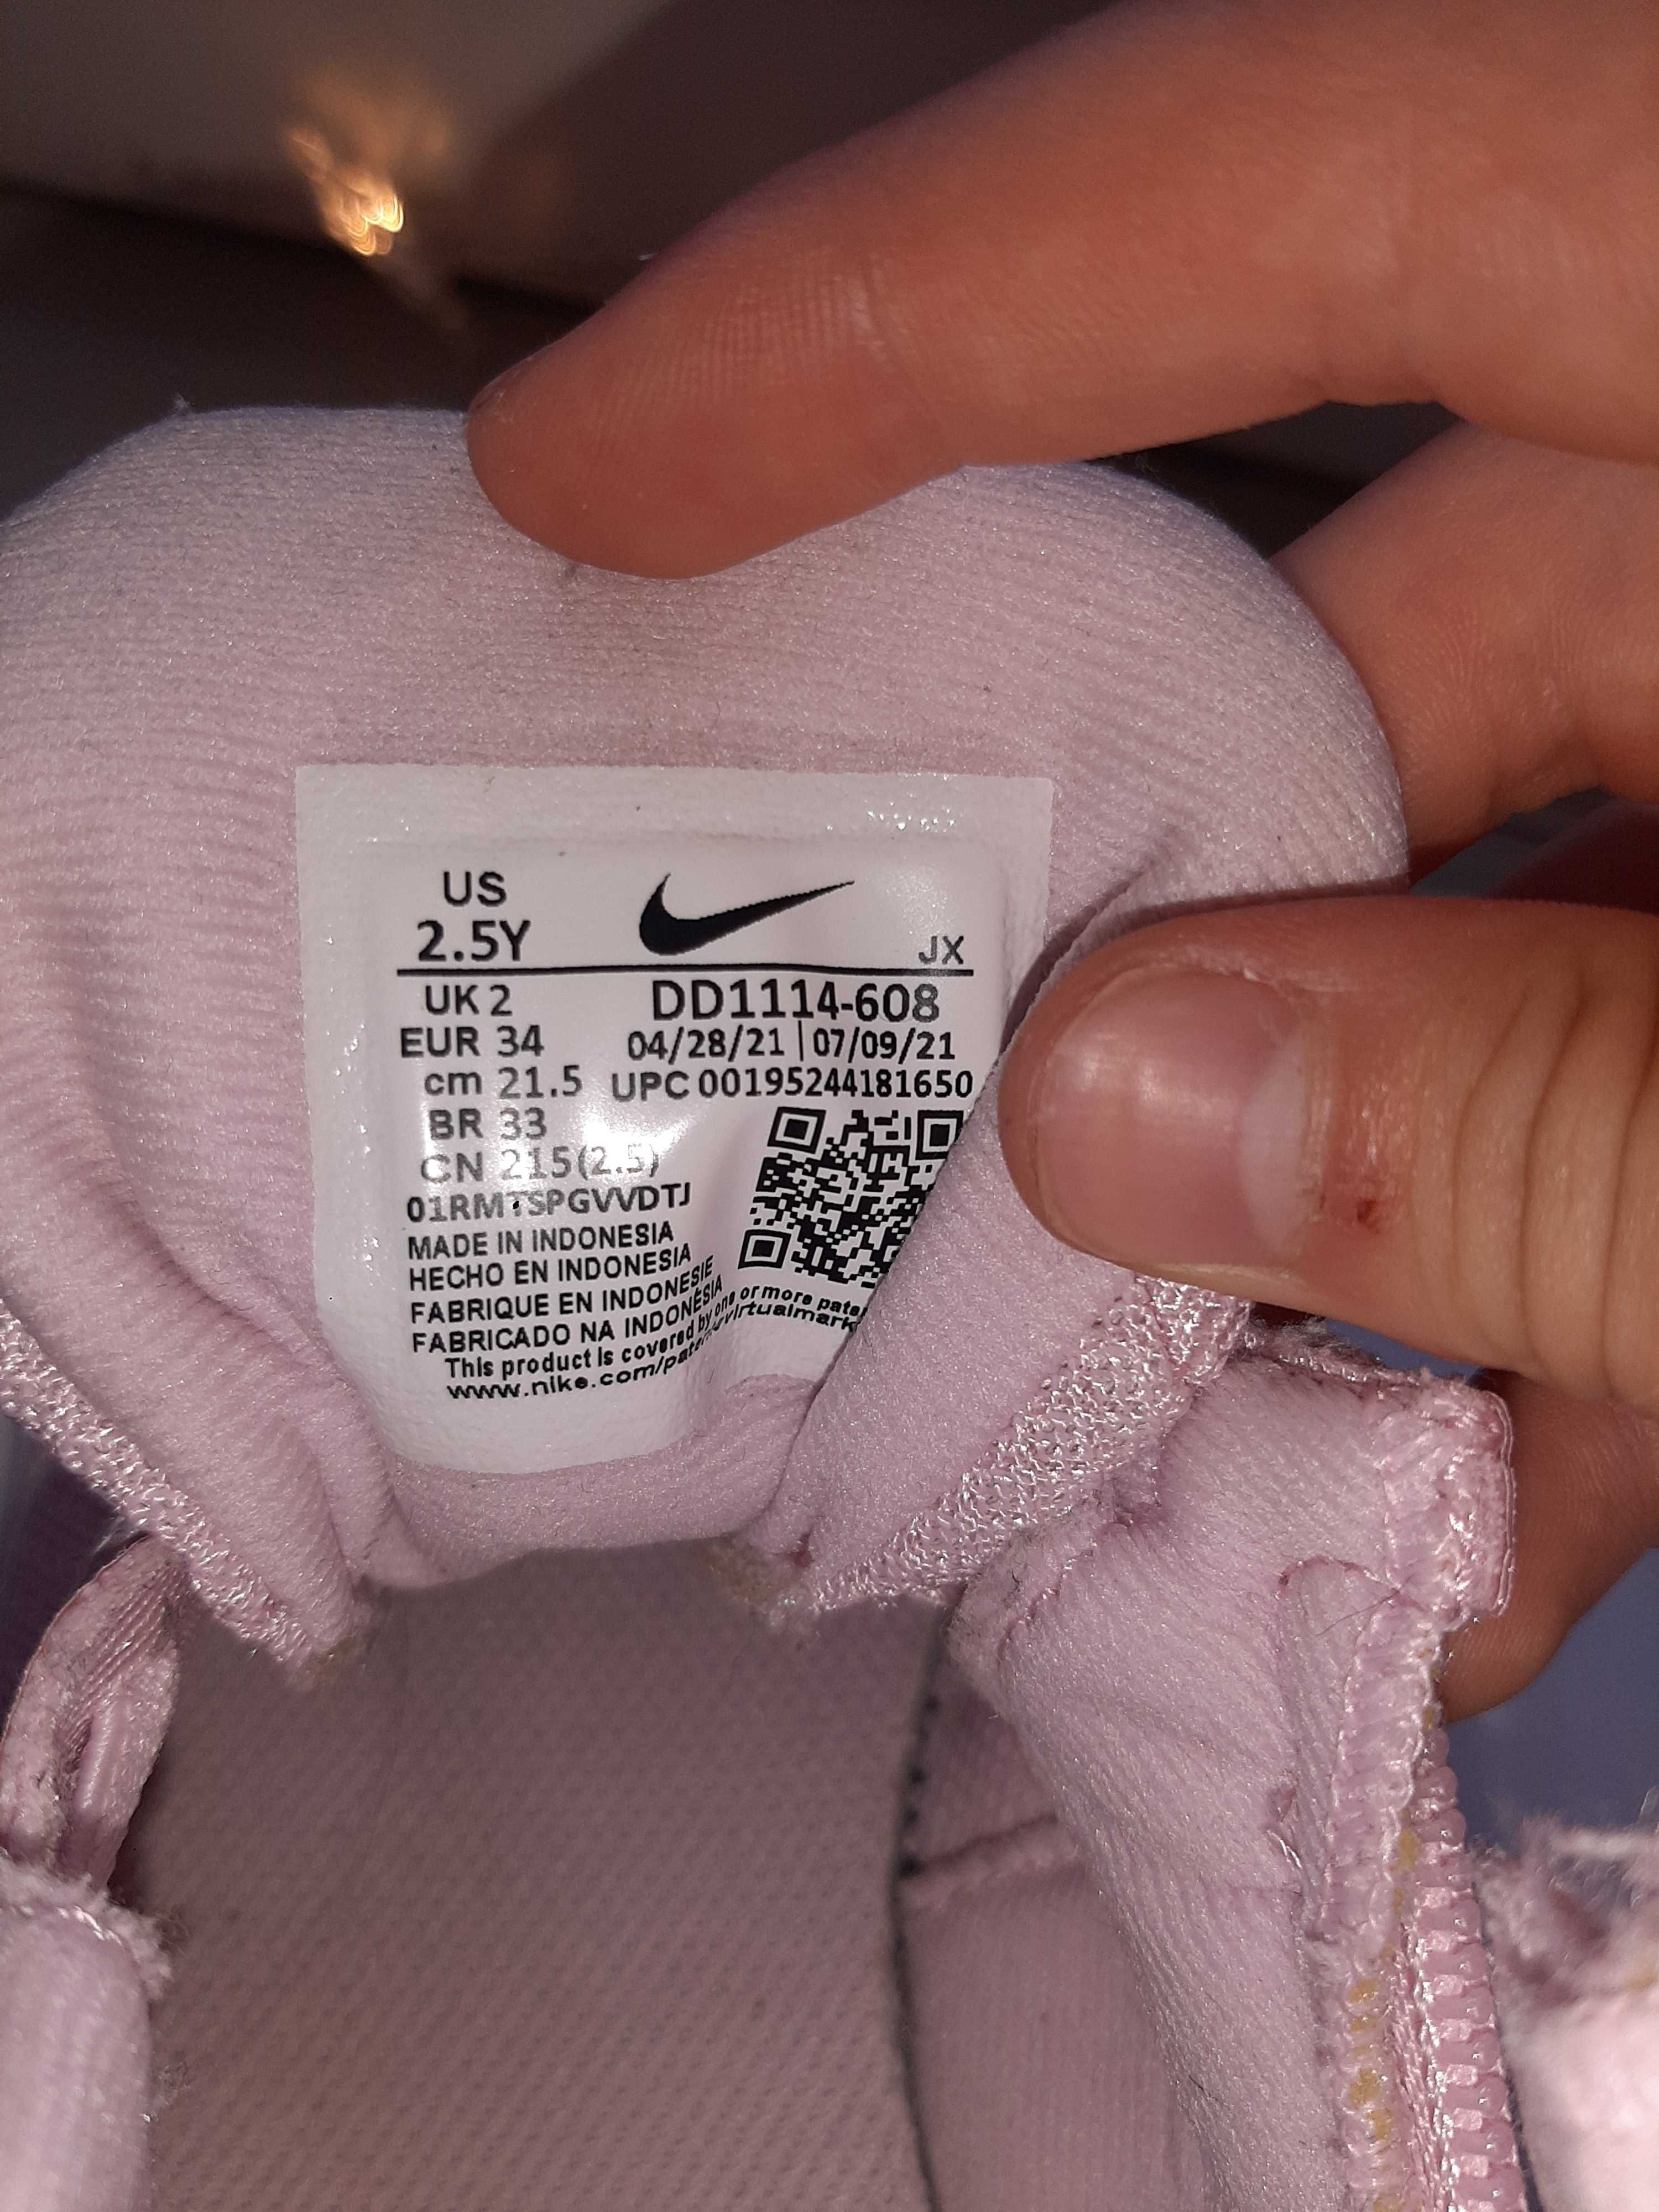 US
2.5Y
JX
UK 2
DD1114-608
EUR 34
04/28/21 | 07/09/21
cm 21.5
UPC 00195244181650
BR 33
CN 215(2.5)
MADE IN INDONESIA
HECHO EN INDONESIA
FABRIQUE EN INDONESIE
FABRICADO NA INDONÉSIA
This product is covered by one or more
www.nike.com/